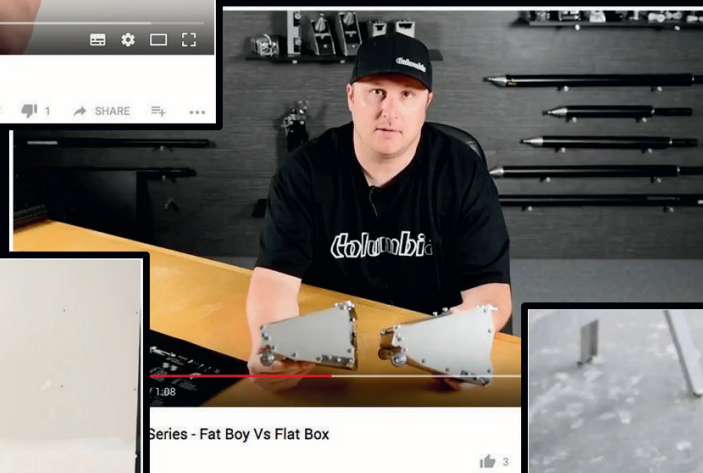 1 SHARE
Columbia
Columbia
/ 1:08
Series - Fat Boy Vs Flat Box
3